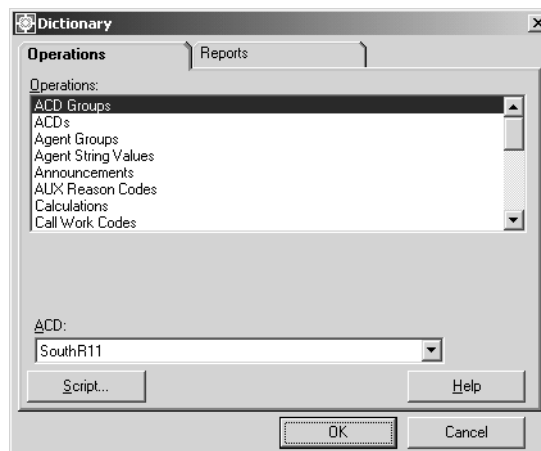 Dictionary
Operations Reports
Operations:
ACD Groups
ACDs
Agent Groups
Agent String Values
Announcements
AUX Reason Codes
Calculations
Call Work Codes
ACD:
SouthR11
Script... Help
OK Cancel